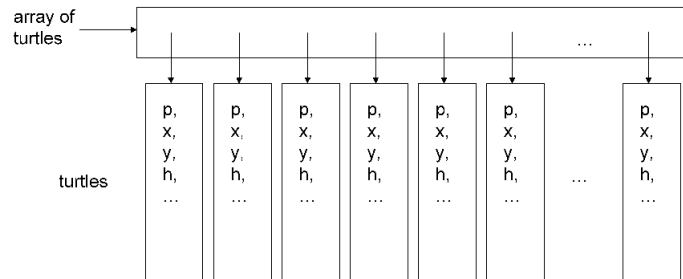 array of
turtles
...
p, p, p, p, p, p, p,
x, x, x, x, x, x, x,
y, y, y, y, y, y, y,
h, h, h, h, h, h, ... h,
turtles
... ... ... ... ... ... ...